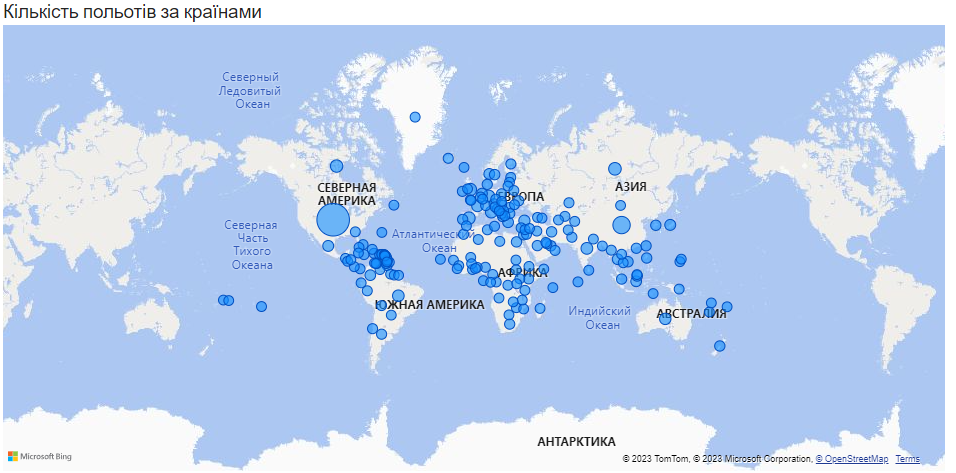 Кількість польотів за країнами
Северный
Ледовитый
Океан
СЕВЕРНАЯ
АМЕРИКА
ЕВРОПА
АЗИЯ
Северная
Часть
Тихого
Океана
Атлантический
Океан
АФРИКА
ЮЖНАЯ АМЕРИКА
Индийский
Океан
АВСТРАЛИЯ
АНТАРКТИКА
Microsoft Bing
© 2023 TomTom, © 2023 Microsoft Corporation, © OpenStreetMap Terms